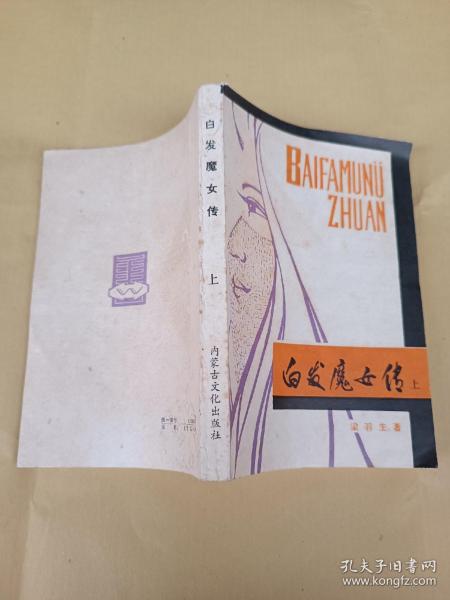 BAIFAMUNÜ
ZHUAN
白发魔女传 上
梁羽生 著
白发魔女传
上
内蒙古文化出版社
孔夫子旧书网
www.kongfz.com